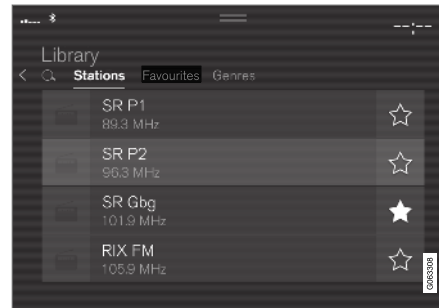 --:--
Library
Stations Favourites Genres
SR P1
89.3 MHz
SR P2
96.3 MHz
SR Gbg
101.9 MHz
RIX FM
105.9 MHz
G063308